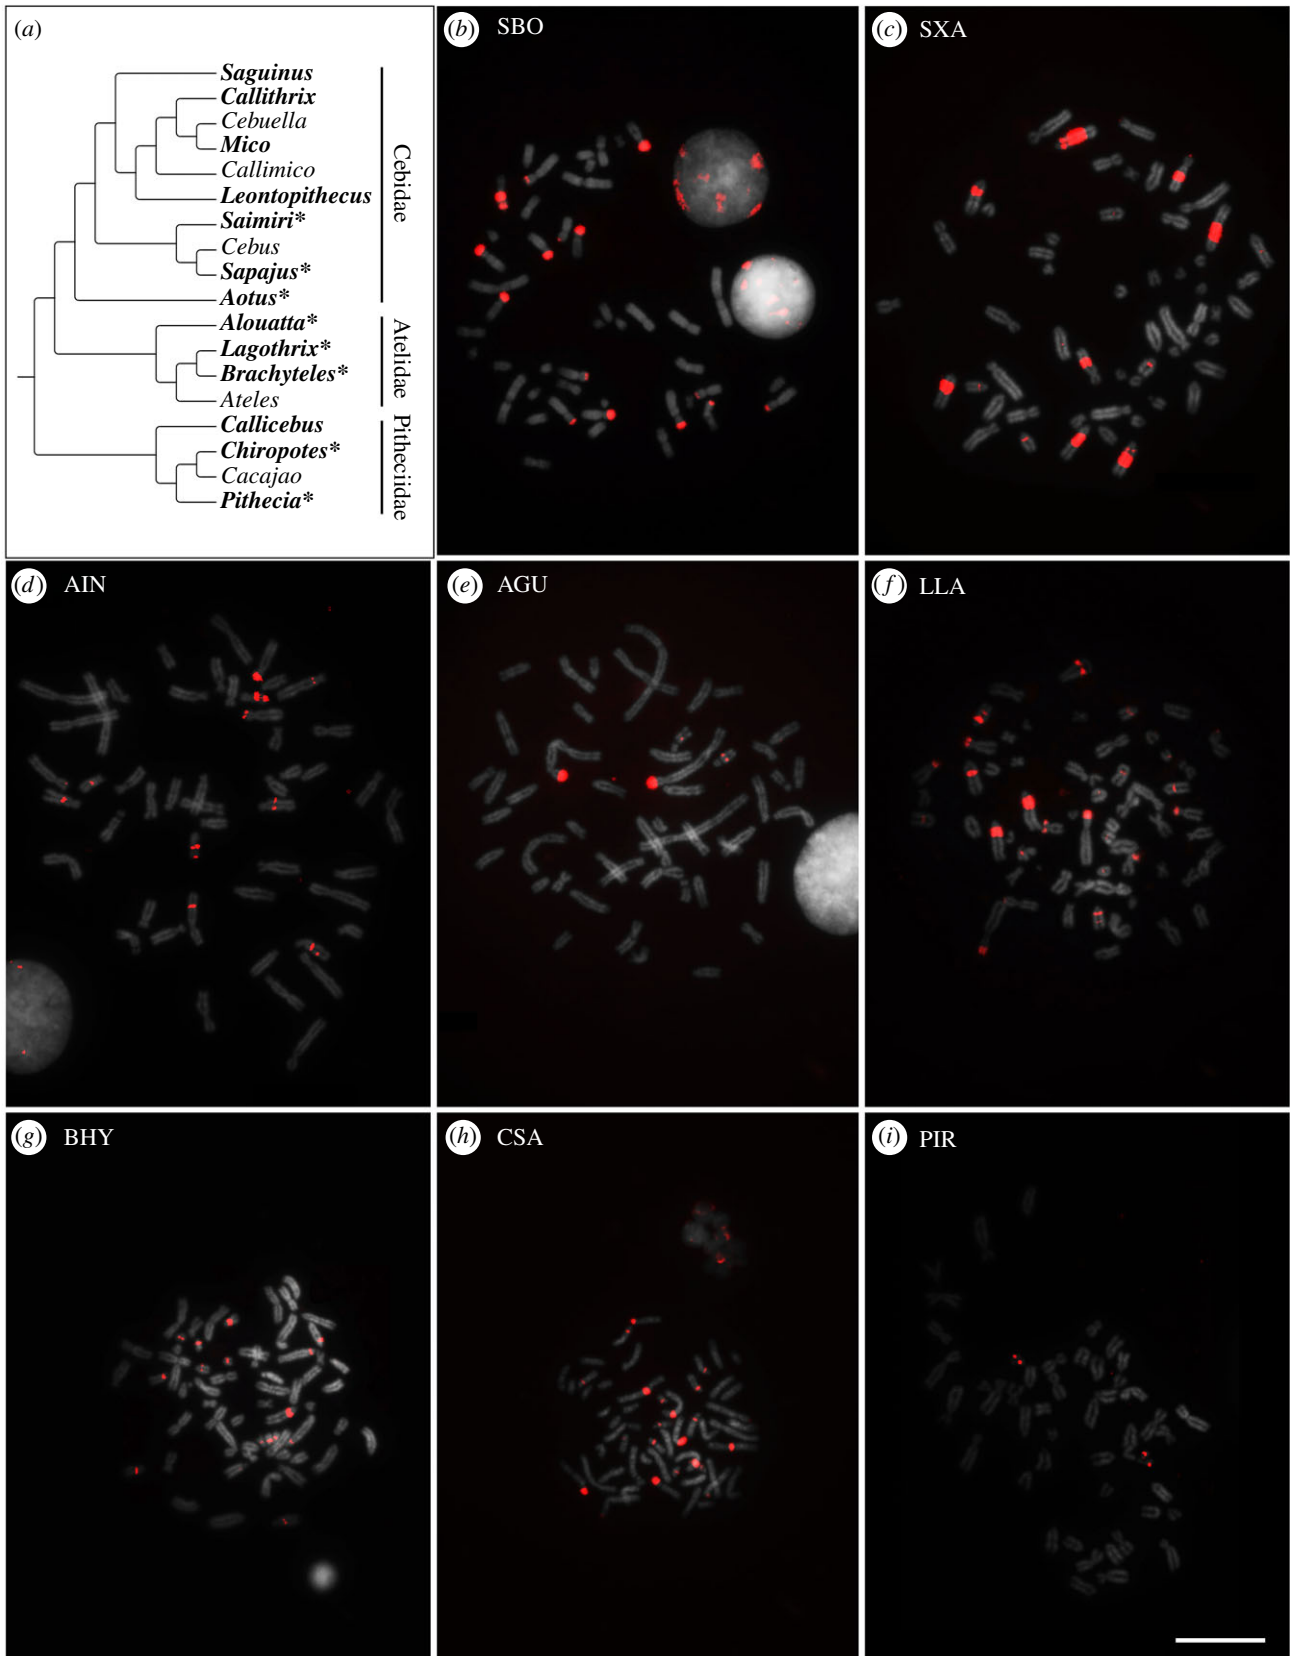 (a)
Saguinus
Callithrix
Cebuella
Mico
Callimico
Leontopithecus
Saimiri*
Cebus
Sapajus*
Aotus*
Alouatta*
Lagothrix*
Brachyteles*
Ateles
Callicebus
Chiropotes*
Cacajao
Pithecia*
Cebidae
Atelidae
Pitheciidae
(b) SBO
(c) SXA
(d) AIN
(e) AGU
(f) LLA
(g) BHY
(h) CSA
(i) PIR